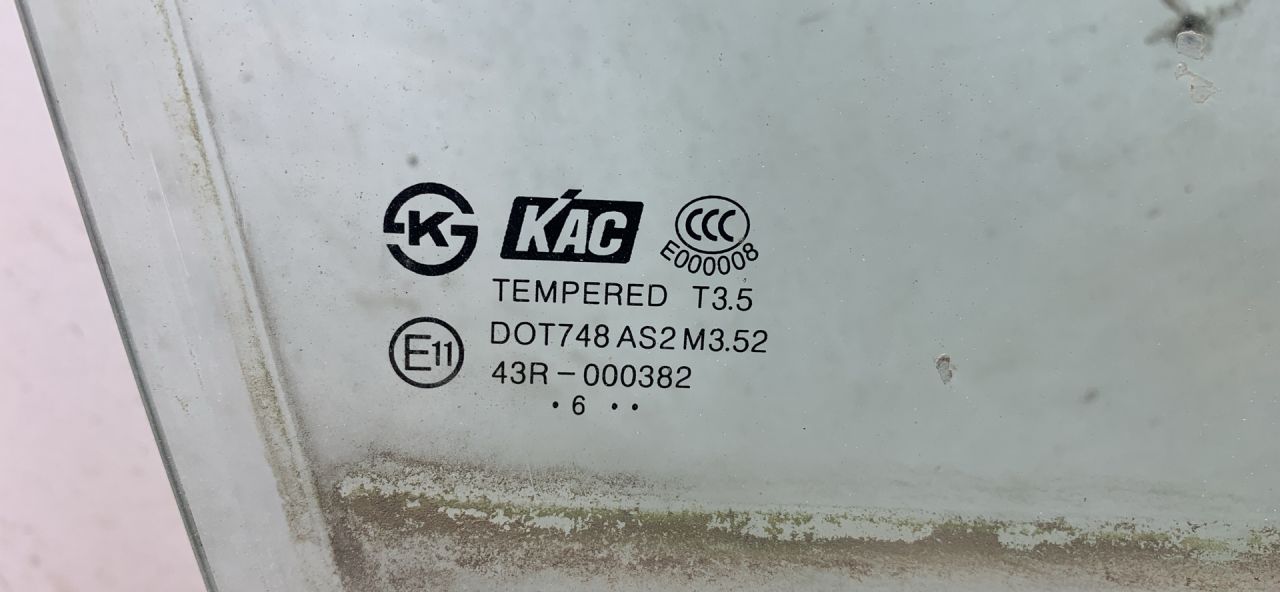 K KAC CCC
E000008
TEMPERED T3.5
E11 DOT748 AS2 M3.52
43R-000382
· 6 · ·